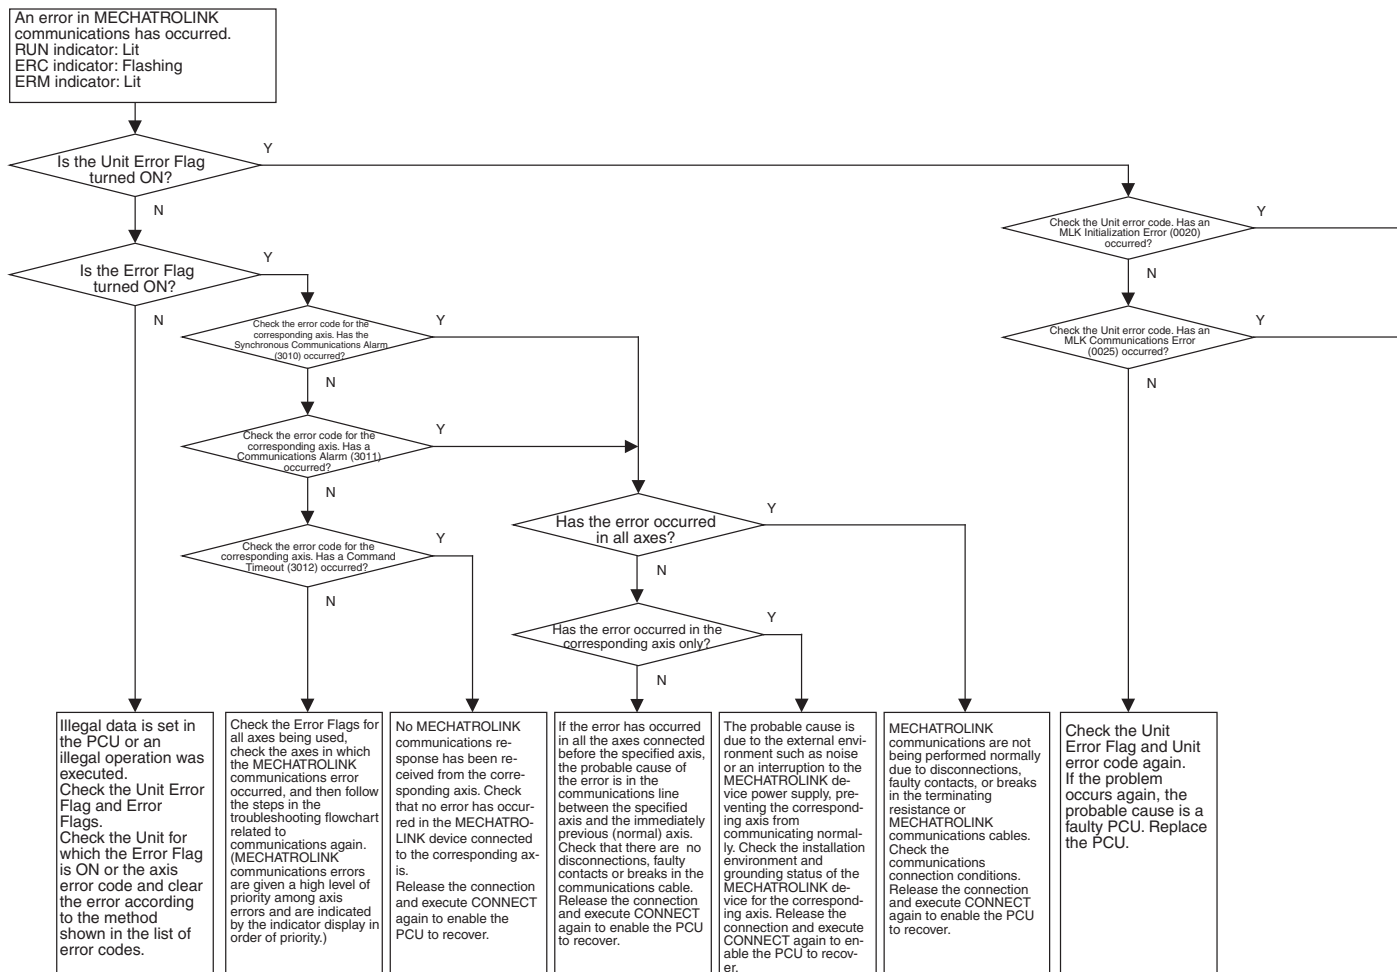 An error in MECHATROLINK
communications has occurred.
RUN indicator: Lit
ERC indicator: Flashing
ERM indicator: Lit
Is the Unit Error Flag
turned ON?
Y
N
Check the Unit error code. Has an
MLK Initialization Error (0020)
occurred?
Y
N
Is the Error Flag
turned ON?
Y
N
Check the error code for the
corresponding axis. Has the
Synchronous Communications Alarm
(3010) occurred?
Y
N
Check the Unit error code. Has an
MLK Communications Error
(0025) occurred?
Y
N
Check the error code for the
corresponding axis. Has a
Communications Alarm (3011)
occurred?
Y
N
Has the error occurred
in all axes?
Y
N
Check the error code for the
corresponding axis. Has a Command
Timeout (3012) occurred?
Y
N
Has the error occurred in the
corresponding axis only?
Y
N
Illegal data is set in
the PCU or an
illegal operation was
executed.
Check the Unit Error
Flag and Error
Flags.
Check the Unit for
which the Error Flag
is ON or the axis
error code and clear
the error according
to the method
shown in the list of
error codes.
Check the Error Flags for
all axes being used,
check the axes in which
the MECHATROLINK
communications error
occurred, and then follow
the steps in the
troubleshooting flowchart
related to
communications again.
(MECHATROLINK
communications errors
are given a high level of
priority among axis
errors and are indicated
by the indicator display in
order of priority.)
No MECHATROLINK
communications re-
sponse has been re-
ceived from the corre-
sponding axis. Check
that no error has occur-
red in the MECHATRO-
LINK device connected
to the corresponding ax-
is.
Release the connection
and execute CONNECT
again to enable the
PCU to recover.
If the error has occurred
in all the axes connected
before the specified axis,
the probable cause of
the error is in the
communications line
between the specified
axis and the immediately
previous (normal) axis.
Check that there are no
disconnections, faulty
contacts or breaks in the
communications cable.
Release the connection
and execute CONNECT
again to enable the PCU
to recover.
The probable cause is
due to the external envi-
ronment such as noise
or an interruption to the
MECHATROLINK de-
vice power supply, pre-
venting the correspond-
ing axis from
communicating normal-
ly. Check the installation
environment and
grounding status of the
MECHATROLINK de-
vice for the correspond-
ing axis. Release the
connection and execute
CONNECT again to en-
able the PCU to recov-
er.
MECHATROLINK
communications are not
being performed normally
due to disconnections,
faulty contacts, or breaks
in the terminating
resistance or
MECHATROLINK
communications cables.
Check the
communications
connection conditions.
Release the connection
and execute CONNECT
again to enable the PCU
to recover.
Check the Unit
Error Flag and Unit
error code again.
If the problem
occurs again, the
probable cause is a
faulty PCU. Replace
the PCU.